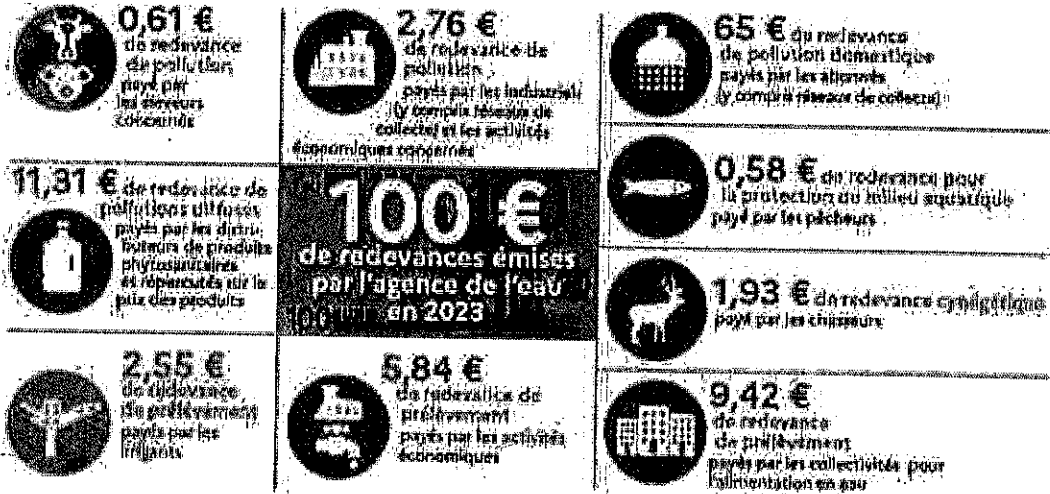 0,61 €
de redevance
de pollution
payé par
les éleveurs
concernés
2,76 €
de redevance de
pollution
payés par les industriels
(y compris réseaux de
collecte) et les activités
économiques concernés
65 € de redevance
de pollution domestique
payés par les abonnés
(y compris réseaux de collecte)
11,31 € de redevance de
pollutions diffuses
payés par les distri-
buteurs de produits
phytosanitaires
et répercutés sur le
prix des produits
100 €
de redevances émises
par l'agence de l'eau
en 2023
0,58 € de redevance pour
la protection du milieu aquatique
payé par les pêcheurs
1,93 € de redevance cynégétique
payé par les chasseurs
2,55 €
de redevance
de prélèvement
payés par les
irrigants
5,84 €
de redevance de
prélèvement
payés par les activités
économiques
9,42 €
de redevance
de prélèvement
payés par les collectivités pour
l'alimentation en eau